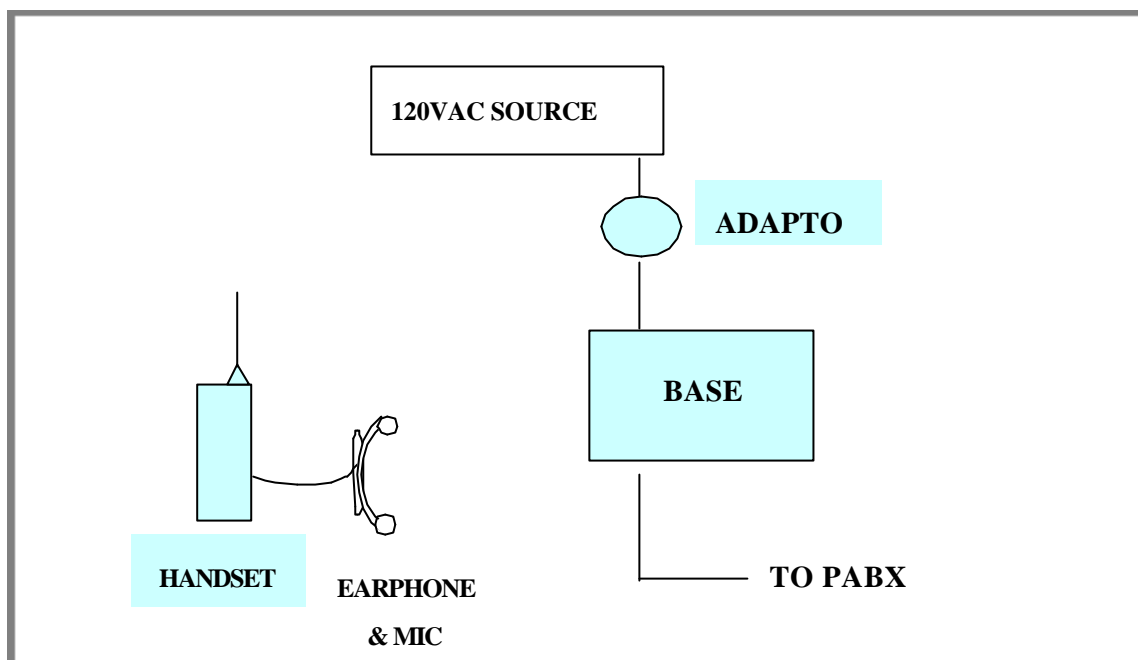 120VAC SOURCE
ADAPTO
BASE
HANDSET
EARPHONE
& MIC
TO PABX